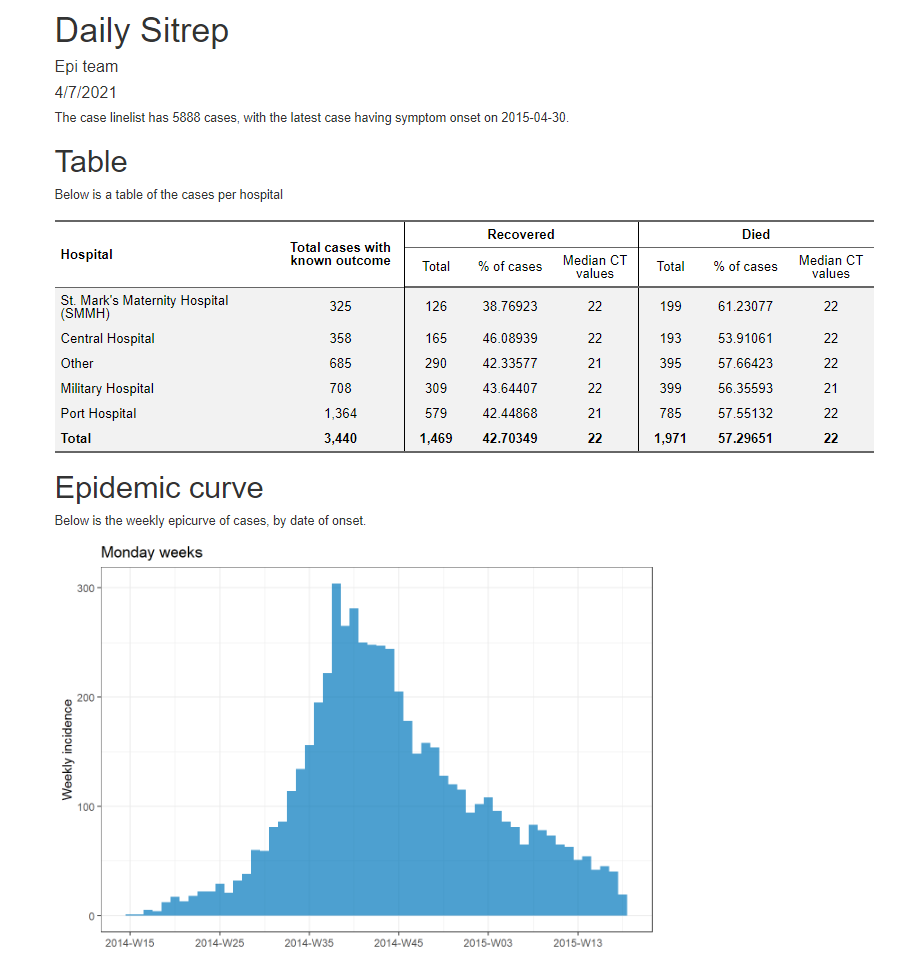 Daily Sitrep
Epi team
4/7/2021
The case linelist has 5888 cases, with the latest case having symptom onset on 2015-04-30.
Table
Below is a table of the cases per hospital
Hospital
Total cases with
known outcome
Recovered
Died
Total
% of cases
Median CT
values
Total
% of cases
Median CT
values
St. Mark's Maternity Hospital
(SMMH)
325 126 38.76923 22 199 61.23077 22
Central Hospital 358 165 46.08939 22 193 53.91061 22
Other 685 290 42.33577 21 395 57.66423 22
Military Hospital 708 309 43.64407 22 399 56.35593 21
Port Hospital 1,364 579 42.44868 21 785 57.55132 22
Total 3,440 1,469 42.70349 22 1,971 57.29651 22
Epidemic curve
Below is the weekly epicurve of cases, by date of onset.
Monday weeks
Weekly incidence
300
200
100
0
2014-W15 2014-W25 2014-W35 2014-W45 2015-W03 2015-W13